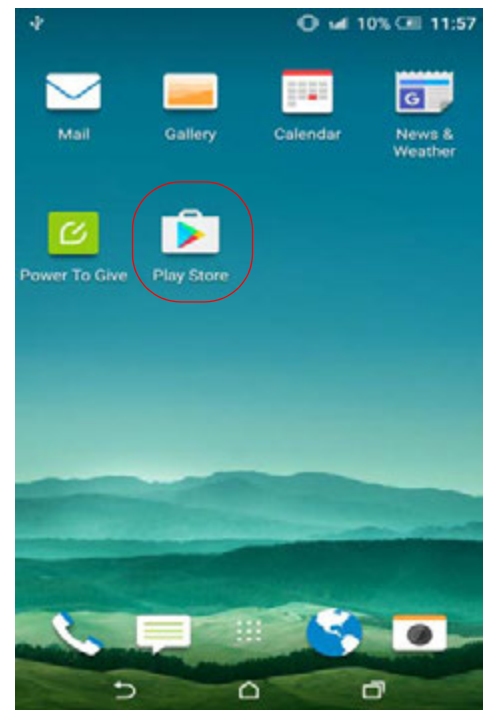 10% 11:57
Mail Gallery Calendar News &
Weather
G
Power To Give Play Store